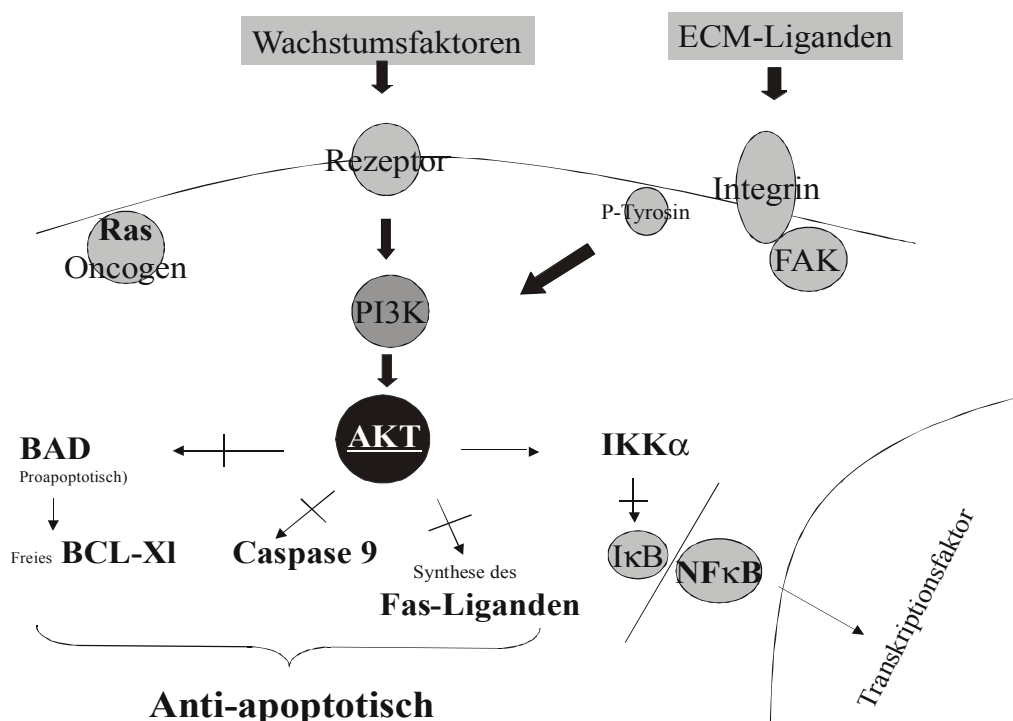 Wachstumsfaktoren
ECM-Liganden
Rezeptor
Integrin
P-Tyrosin
Ras
Oncogen
FAK
PI3K
AKT
BAD
Proapoptotisch)
IKKα
Freies BCL-Xl
Caspase 9
IκB
NFκB
Synthese des
Fas-Liganden
Transkriptionsfaktor
Anti-apoptotisch